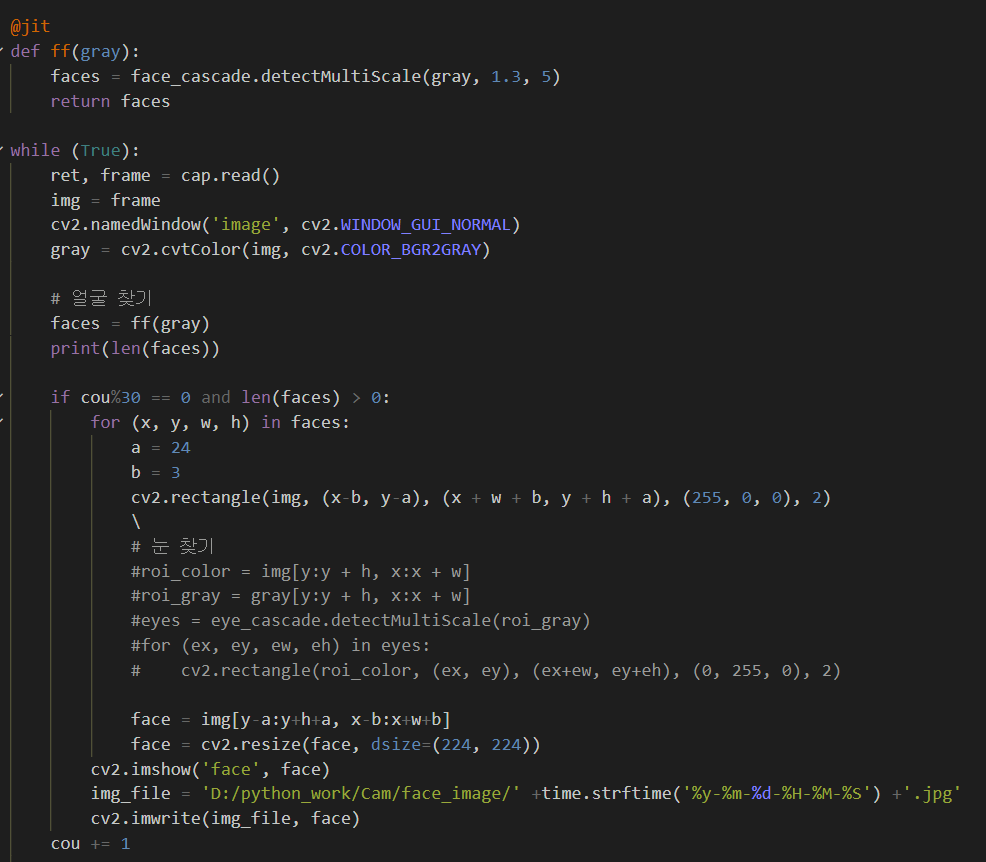 @jit
def ff(gray):
    faces = face_cascade.detectMultiScale(gray, 1.3, 5)
    return faces

while (True):
    ret, frame = cap.read()
    img = frame
    cv2.namedWindow('image', cv2.WINDOW_GUI_NORMAL)
    gray = cv2.cvtColor(img, cv2.COLOR_BGR2GRAY)

    # 얼굴 찾기
    faces = ff(gray)
    print(len(faces))

    if cou%30 == 0 and len(faces) > 0:
        for (x, y, w, h) in faces:
            a = 24
            b = 3
            cv2.rectangle(img, (x-b, y-a), (x + w + b, y + h + a), (255, 0, 0), 2)
            \
            # 눈 찾기
            #roi_color = img[y:y + h, x:x + w]
            #roi_gray = gray[y:y + h, x:x + w]
            #eyes = eye_cascade.detectMultiScale(roi_gray)
            #for (ex, ey, ew, eh) in eyes:
            #    cv2.rectangle(roi_color, (ex, ey), (ex+ew, ey+eh), (0, 255, 0), 2)

            face = img[y-a:y+h+a, x-b:x+w+b]
            face = cv2.resize(face, dsize=(224, 224))
        cv2.imshow('face', face)
        img_file = 'D:/python_work/Cam/face_image/' +time.strftime('%y-%m-%d-%H-%M-%S') +'.jpg'
        cv2.imwrite(img_file, face)
    cou += 1